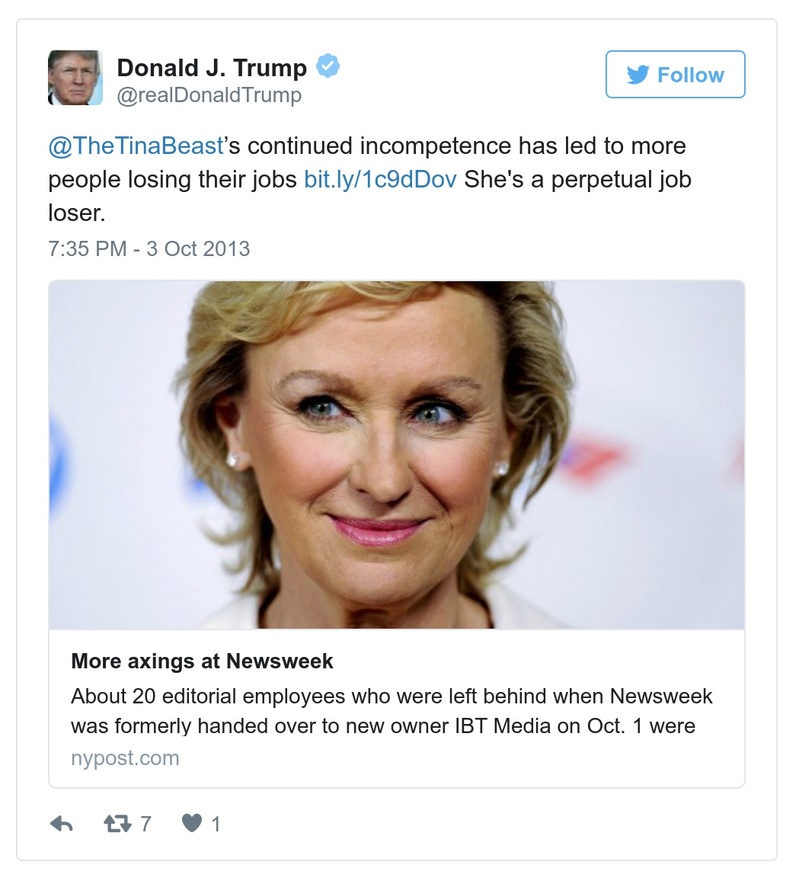 Donald J. Trump
@realDonaldTrump
Follow
@TheTinaBeast’s continued incompetence has led to more
people losing their jobs bit.ly/1c9dDov She's a perpetual job
loser.
7:35 PM - 3 Oct 2013
More axings at Newsweek
About 20 editorial employees who were left behind when Newsweek
was formerly handed over to new owner IBT Media on Oct. 1 were
nypost.com
7 1